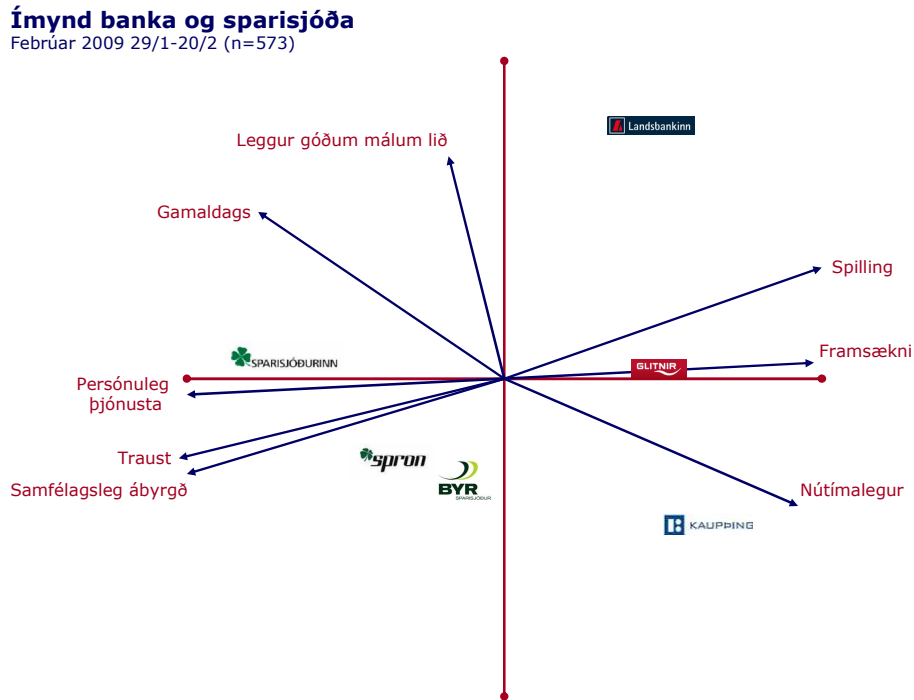 Ímynd banka og sparisjóða
Febrúar 2009 29/1-20/2 (n=573)
Landsbankinn
Leggur góðum málum lið
Gamaldags
Spilling
Framsækni
SPARISJÓÐURINN
GLITNIR
Persónuleg
þjónusta
Traust
spron
Samfélagsleg ábyrgð
BYR
SPARISJÓÐUR
Nútímalegur
KAUPÞING